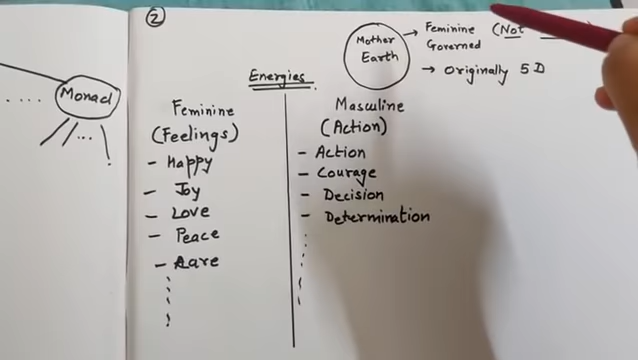 ②
Mother
Earth
→ Feminine (Not
Governed
→ Originally 5D
.... Monad
...
Energies
Feminine
(Feelings)
- Happy
- Joy
- Love
- Peace
- Aare
Masculine
(Action)
- Action
- Courage
- Decision
- Determination